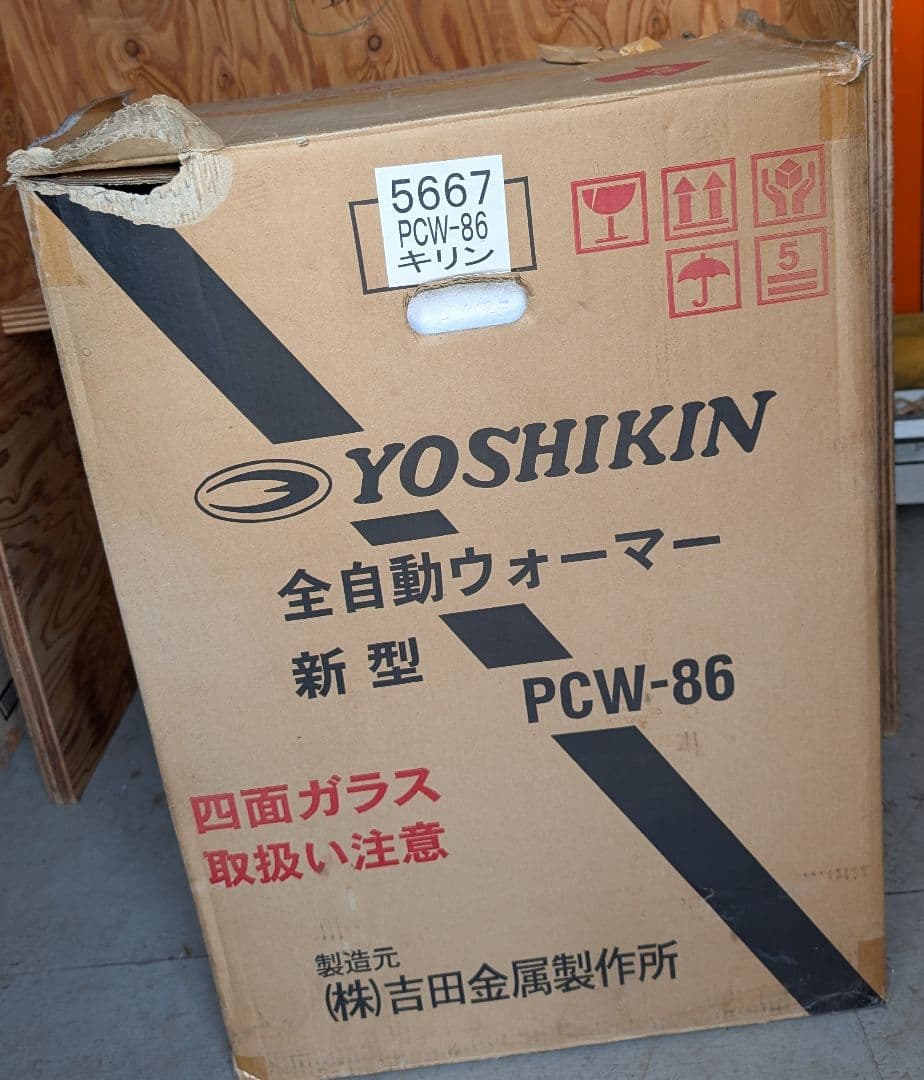 5667
PCW-86
キリン
5
YOSHIKIN
全自動ウォーマー
新型
PCW-86
四面ガラス
取扱い注意
製造元
(株)吉田金属製作所